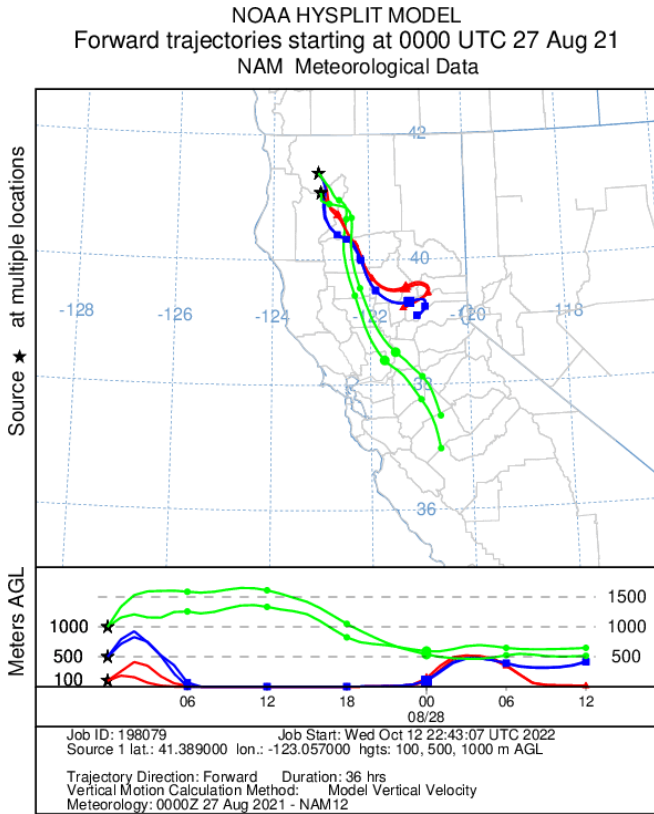 NOAA HYSPLIT MODEL
Forward trajectories starting at 0000 UTC 27 Aug 21
NAM Meteorological Data
Source ★ at multiple locations
42
40
-128
-126
-124
-122
-120
-118
36
Meters AGL
1500
1000
1000
500
500
100
06
12
18
00
06
12
08/28
Job ID: 198079 Job Start: Wed Oct 12 22:43:07 UTC 2022
Source 1 lat.: 41.389000 lon.: -123.057000 hgts: 100, 500, 1000 m AGL
Trajectory Direction: Forward Duration: 36 hrs
Vertical Motion Calculation Method: Model Vertical Velocity
Meteorology: 0000Z 27 Aug 2021 - NAM12